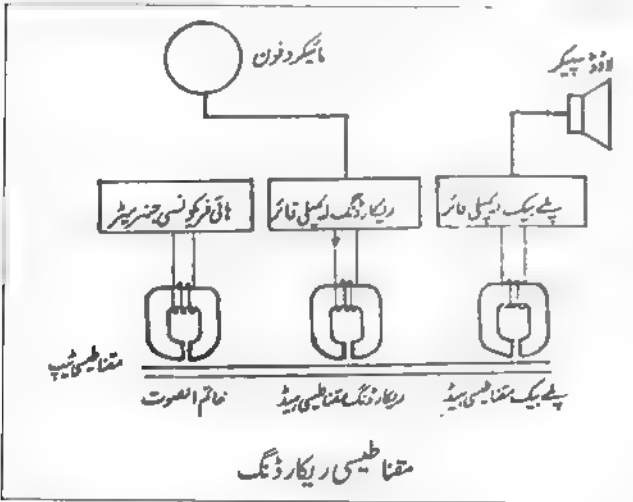 مائیکروفون
لاؤڈ سپیکر
پلے بیک ایمپلی فائر
ریکارڈنگ ایمپلی فائر
ہائی فریکونسی جنریٹر
مقناطیسی ٹیپ
پلے بیک مقناطیسی ہیڈ
ریکارڈنگ مقناطیسی ہیڈ
خاتم الصوت
مقناطیسی ریکارڈنگ